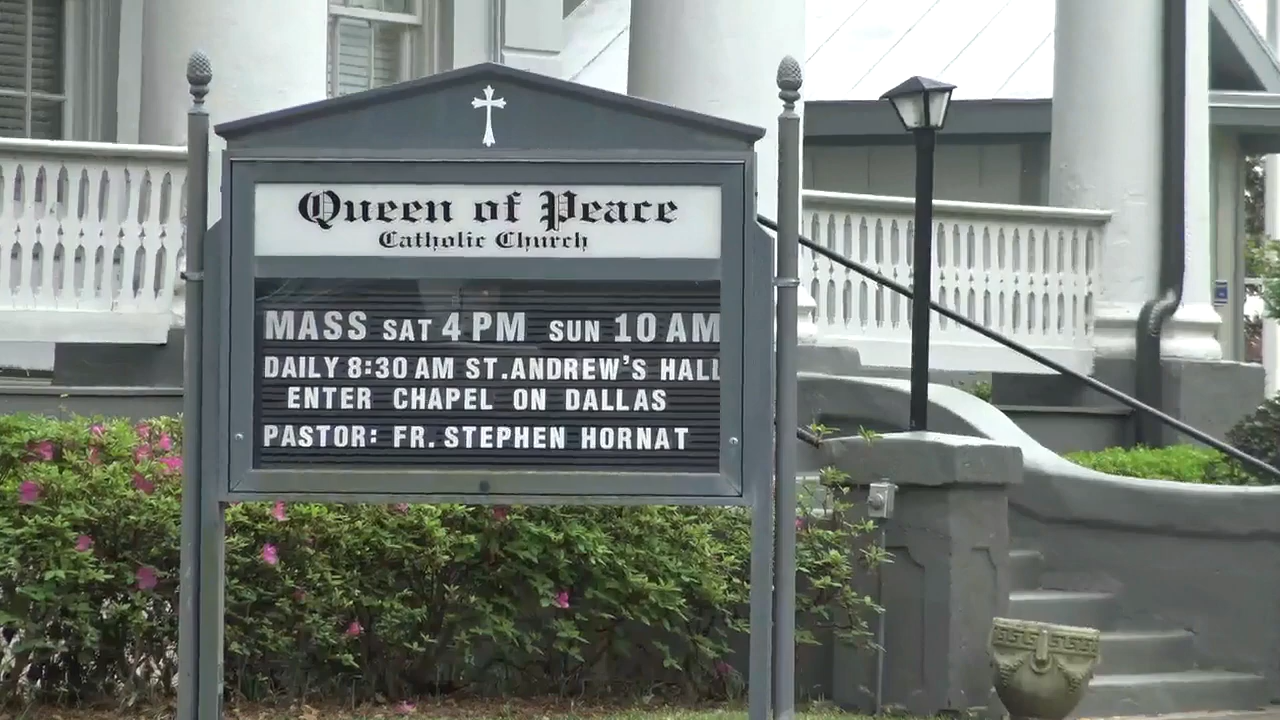 Queen of Peace
Catholic Church
MASS SAT 4 PM SUN 10 AM
DAILY 8:30 AM ST. ANDREW'S HALL
ENTER CHAPEL ON DALLAS
PASTOR: FR. STEPHEN HORNAT